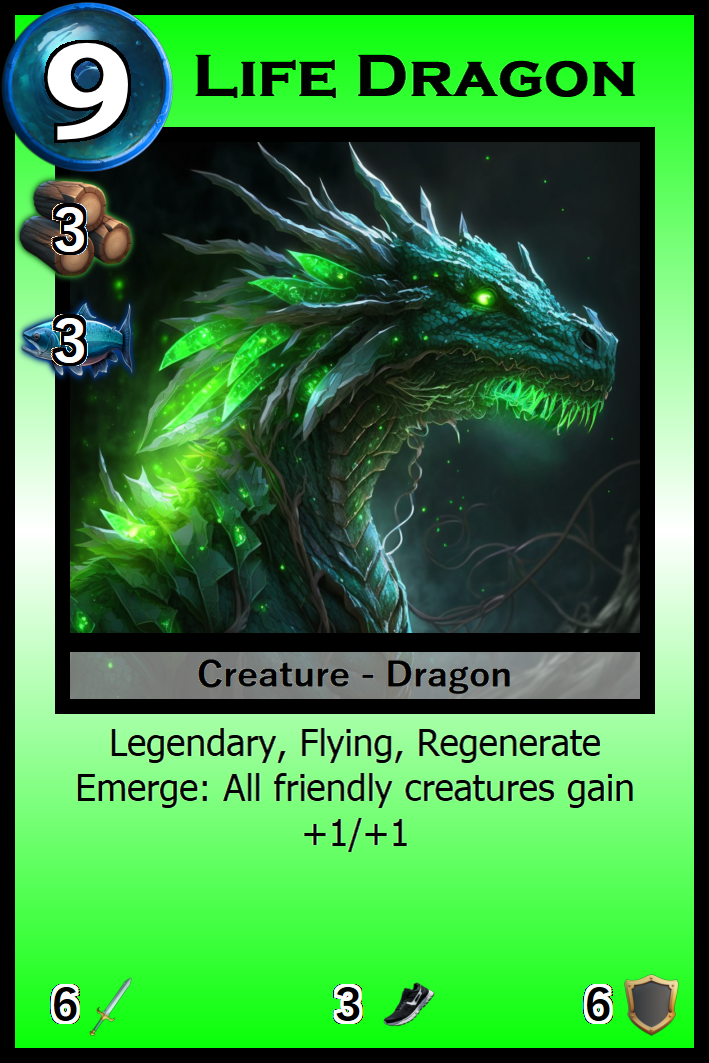 9
Life Dragon
3
3
Creature - Dragon
Legendary, Flying, Regenerate
Emerge: All friendly creatures gain
+1/+1
6 3 6